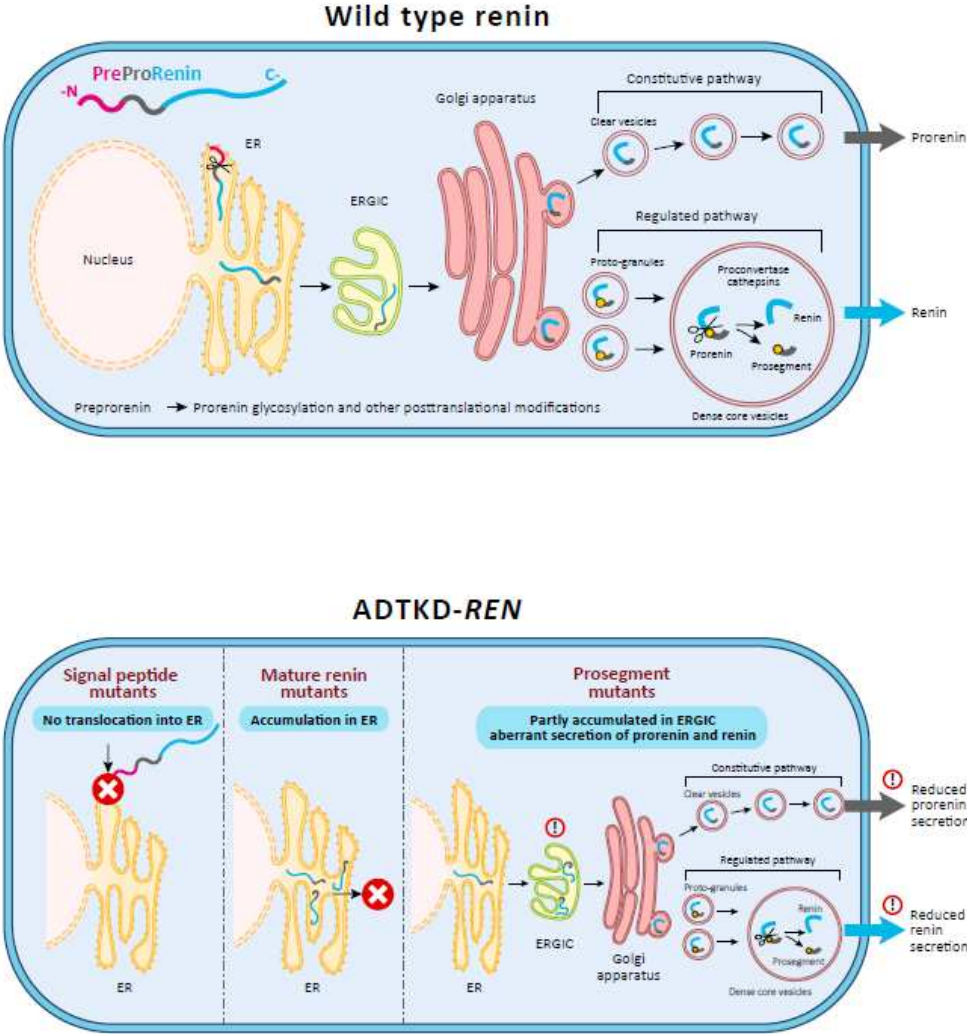 Wild type renin
PreProRenin
-N
C-
ER
ERGIC
Golgi apparatus
Nucleus
Constitutive pathway
Clear vesicles
Prorenin
Regulated pathway
Proto-granules
Proconvertase
cathepsins
Renin
Prorenin
Prosegment
Renin
Dense core vesicles
Preprorenin
Prorenin glycosylation and other posttranslational modifications
ADTKD-REN
Signal peptide
mutants
No translocation into ER
ER
Mature renin
mutants
Accumulation in ER
ER
Prosegment
mutants
Partly accumulated in ERGIC
aberrant secretion of prorenin and renin
ER
!
ERGIC
Golgi
apparatus
Constitutive pathway
Clear vesicles
!
Reduced
prorenin
secretion
Regulated pathway
Proto-granules
Renin
Prosegment
Dense core vesicles
!
Reduced
renin
secretion